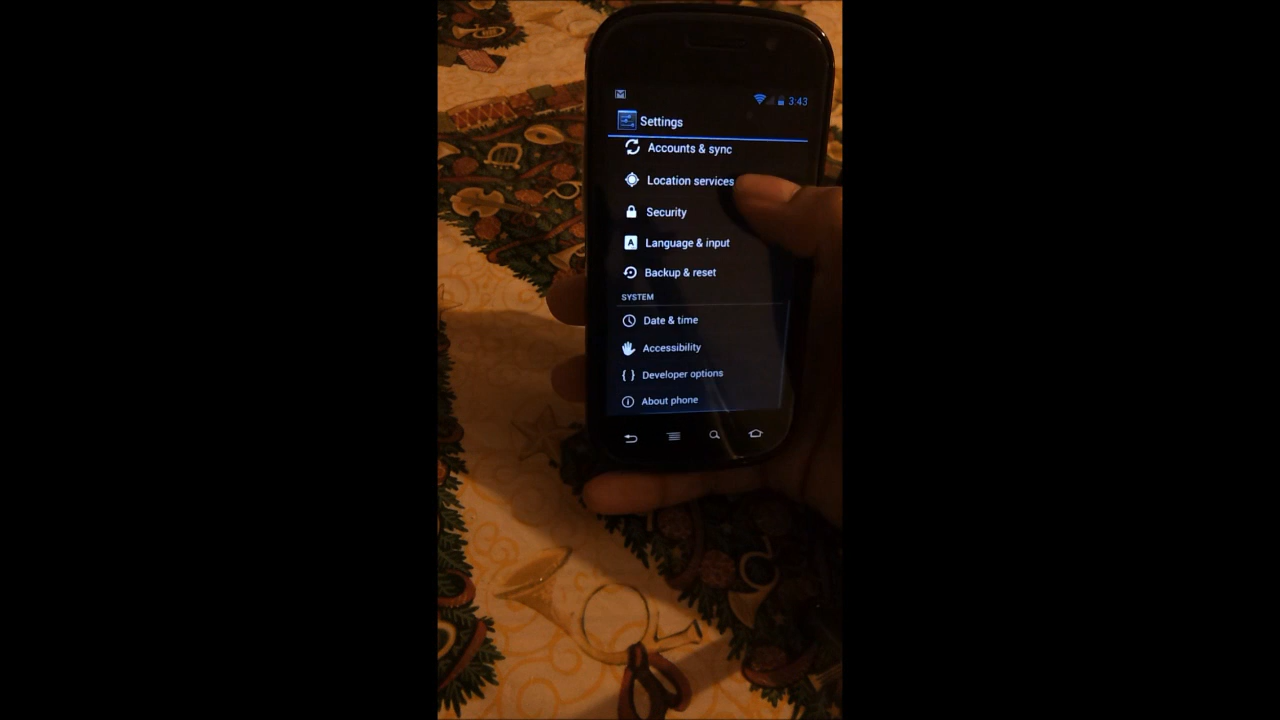 3:43
Settings
Accounts & sync
Location services
Security
Language & input
Backup & reset
SYSTEM
Date & time
Accessibility
Developer options
About phone